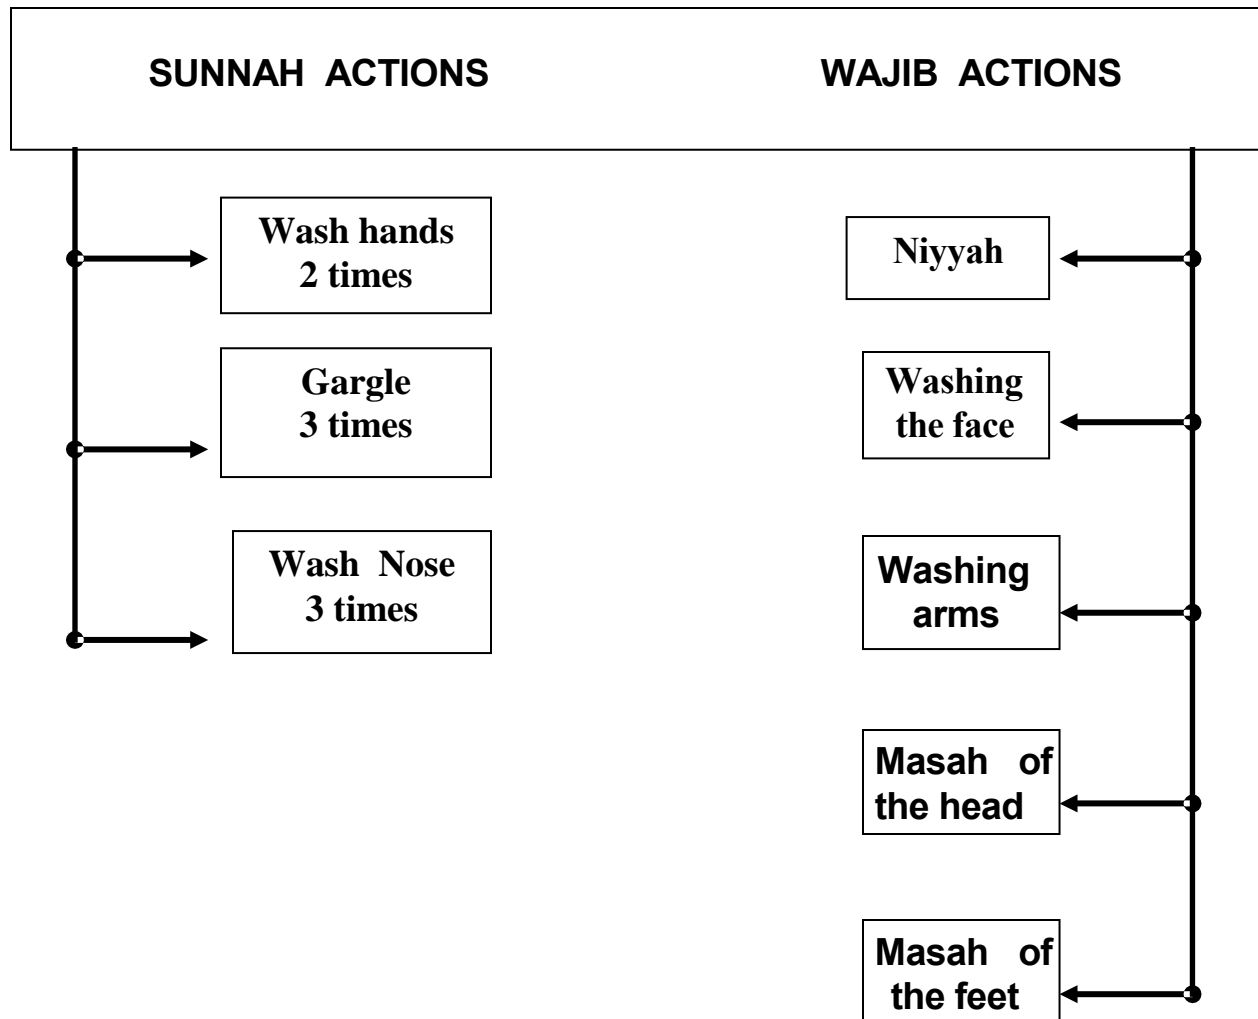 SUNNAH ACTIONS
WAJIB ACTIONS
Wash hands
2 times
Gargle
3 times
Wash Nose
3 times
Niyyah
Washing
the face
Washing
arms
Masah of
the head
Masah of
the feet